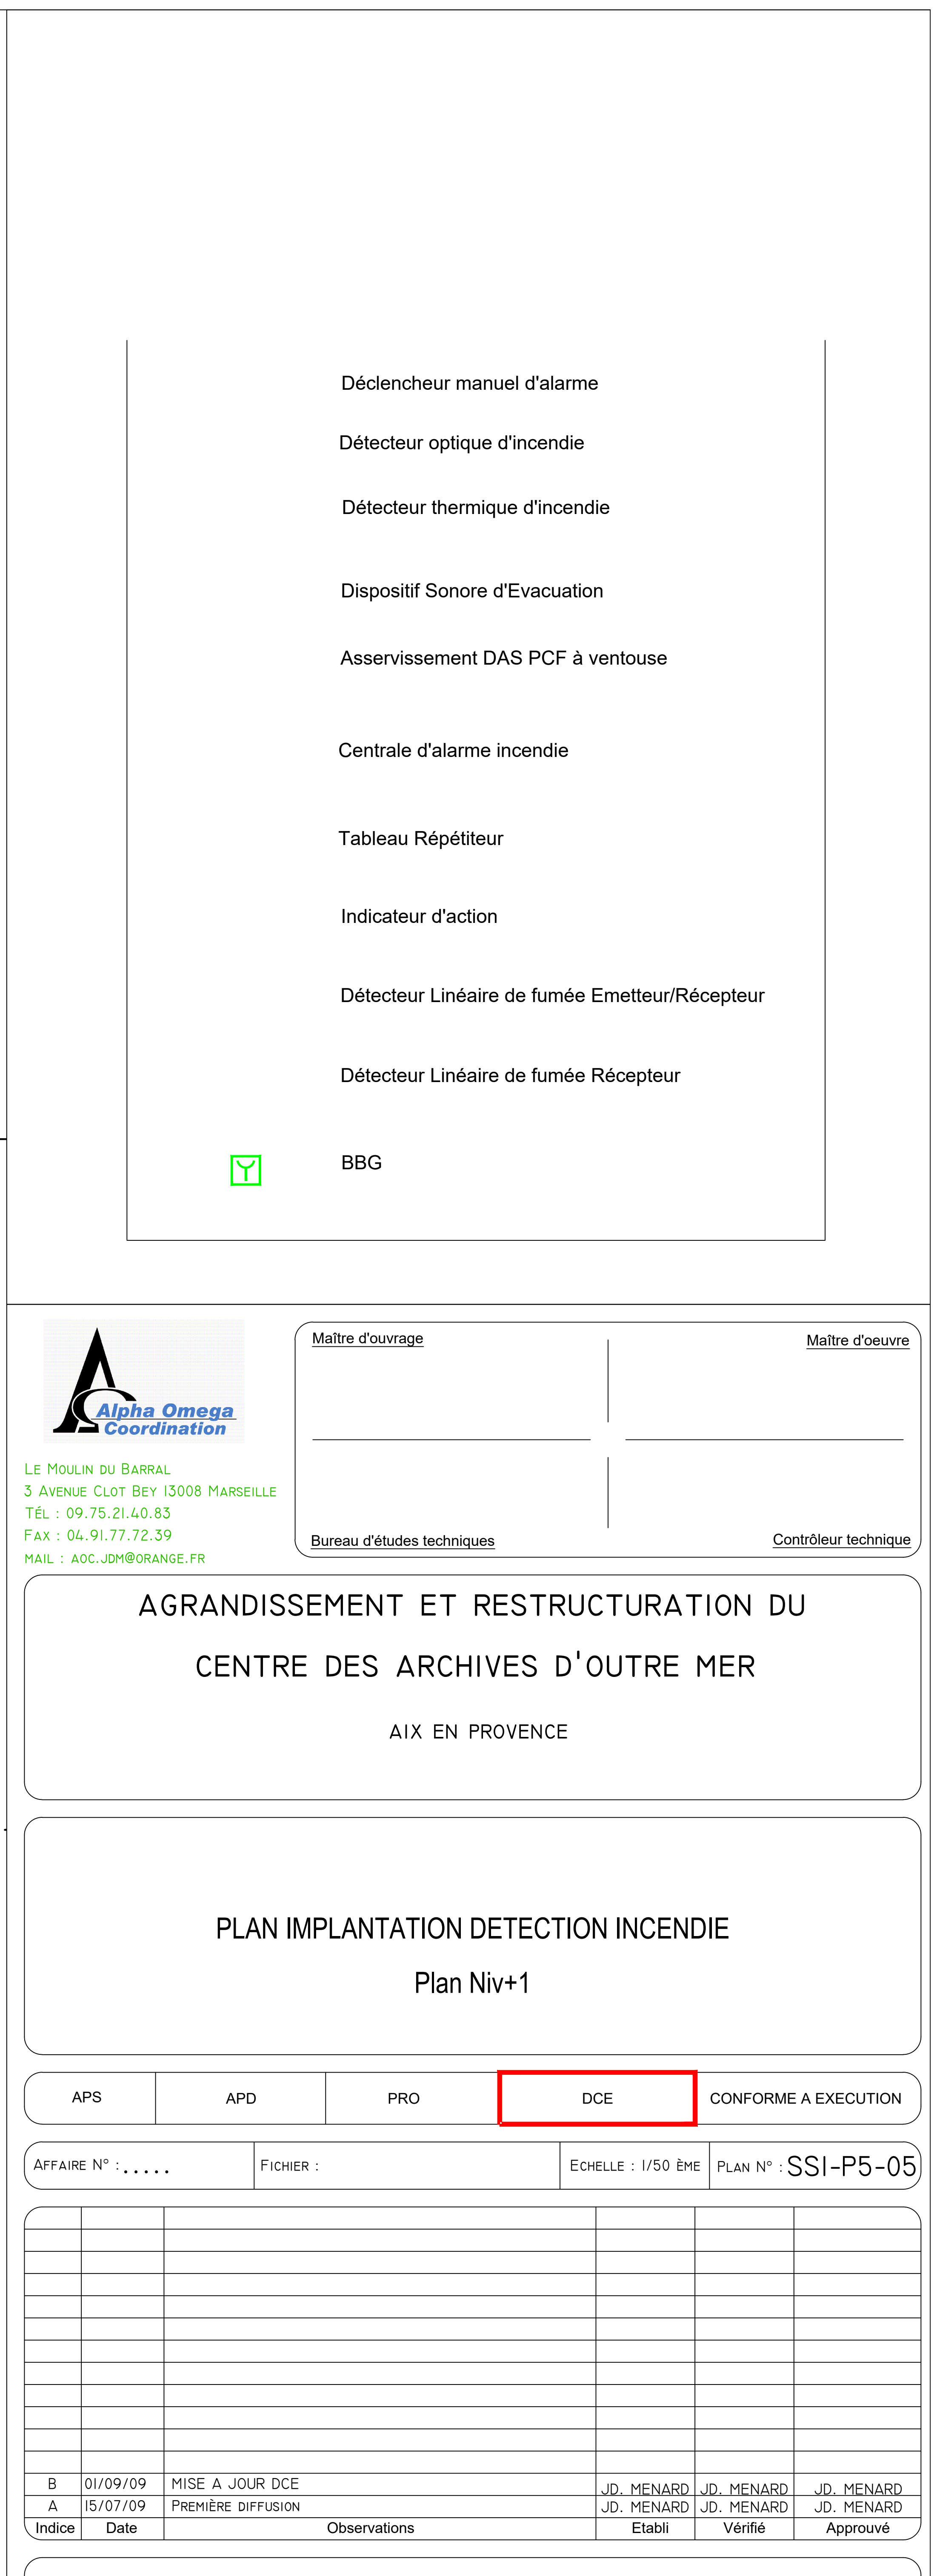 Déclencheur manuel d'alarme
Détecteur optique d'incendie
Détecteur thermique d'incendie
Dispositif Sonore d'Evacuation
Asservissement DAS PCF à ventouse
Centrale d'alarme incendie
Tableau Répétiteur
Indicateur d'action
Détecteur Linéaire de fumée Emetteur/Récepteur
Détecteur Linéaire de fumée Récepteur
BBG
Alpha Omega
Coordination
LE MOULIN DU BARRAL
3 AVENUE CLOT BEY 13008 MARSEILLE
TÉL : 09.75.21.40.83
FAX : 04.91.77.72.39
MAIL : AOC.JDM@ORANGE.FR
Maître d'ouvrage
Maître d'oeuvre
Bureau d'études techniques
Contrôleur technique
AGRANDISSEMENT ET RESTRUCTURATION DU
CENTRE DES ARCHIVES D'OUTRE MER
AIX EN PROVENCE
PLAN IMPLANTATION DETECTION INCENDIE
Plan Niv+1
APS APD PRO DCE CONFORME A EXECUTION
AFFAIRE N° : ..... FICHIER : ECHELLE : 1/50 ÈME PLAN N° : SSI-P5-05
B 01/09/09 MISE A JOUR DCE JD. MENARD JD. MENARD JD. MENARD
A 15/07/09 PREMIÈRE DIFFUSION JD. MENARD JD. MENARD JD. MENARD
Indice Date Observations Etabli Vérifié Approuvé